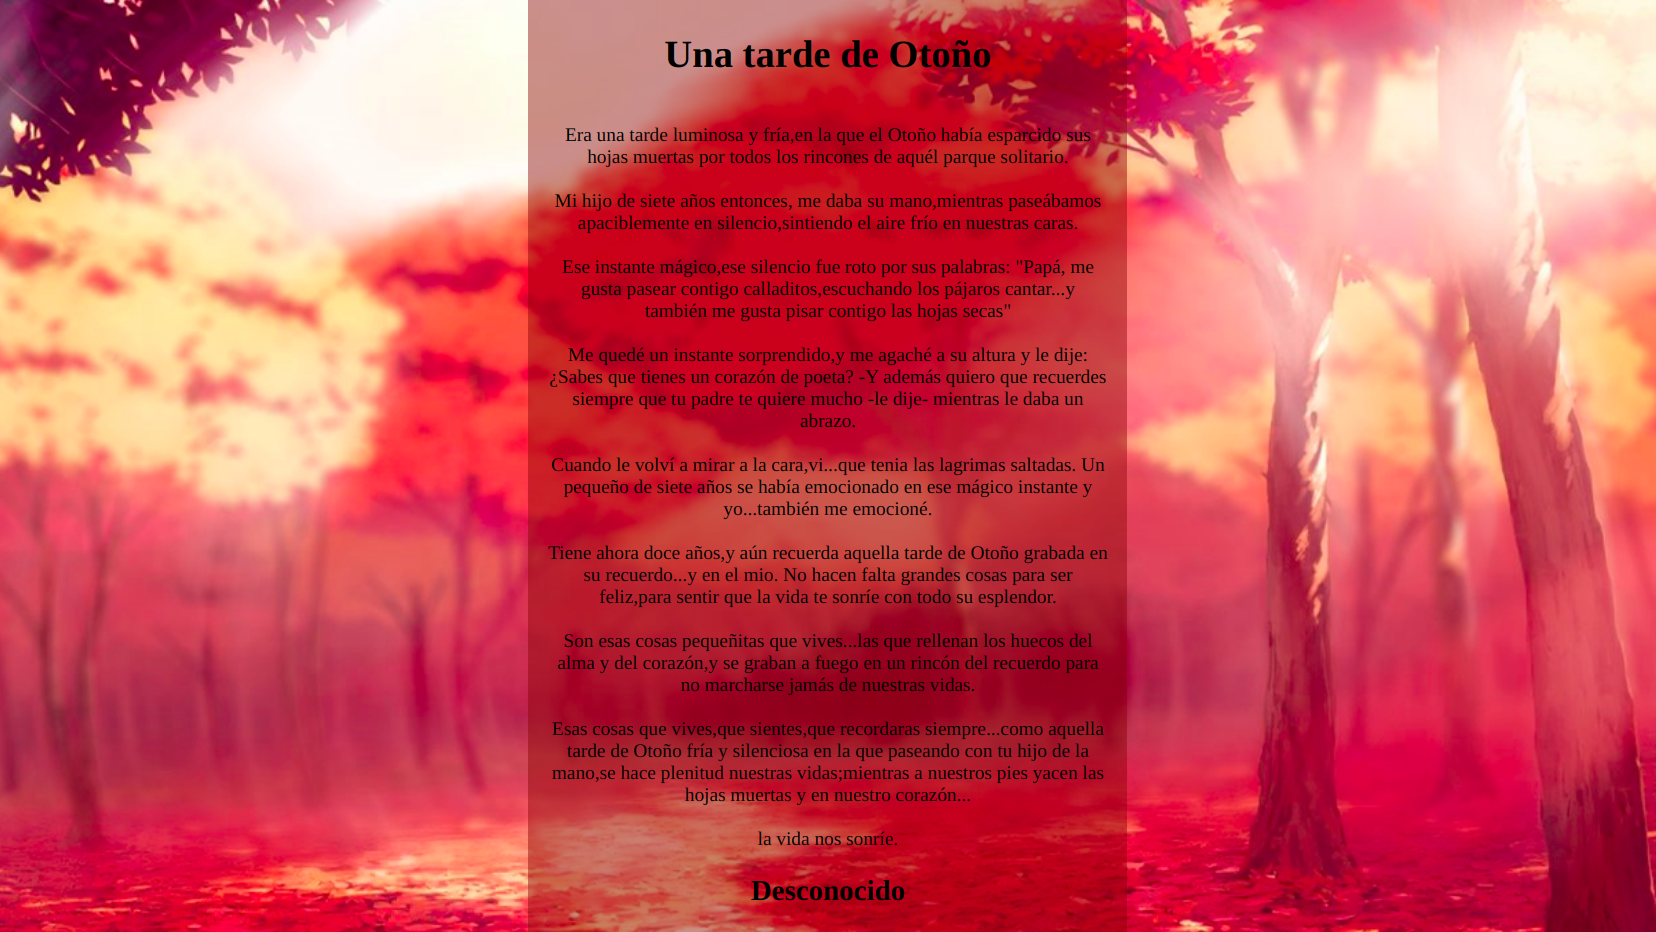 Una tarde de Otoño
Era una tarde luminosa y fría,en la que el Otoño había esparcido sus
hojas muertas por todos los rincones de aquél parque solitario.
Mi hijo de siete años entonces, me daba su mano,mientras paseábamos
apaciblemente en silencio,sintiendo el aire frío en nuestras caras.
Ese instante mágico,ese silencio fue roto por sus palabras: "Papá, me
gusta pasear contigo calladitos,escuchando los pájaros cantar...y
también me gusta pisar contigo las hojas secas"
Me quedé un instante sorprendido,y me agaché a su altura y le dije:
¿Sabes que tienes un corazón de poeta? -Y además quiero que recuerdes
siempre que tu padre te quiere mucho -le dije- mientras le daba un
abrazo.
Cuando le volví a mirar a la cara,vi...que tenia las lagrimas saltadas. Un
pequeño de siete años se había emocionado en ese mágico instante y
yo...también me emocioné.
Tiene ahora doce años,y aún recuerda aquella tarde de Otoño grabada en
su recuerdo...y en el mio. No hacen falta grandes cosas para ser
feliz,para sentir que la vida te sonríe con todo su esplendor.
Son esas cosas pequeñitas que vives...las que rellenan los huecos del
alma y del corazón,y se graban a fuego en un rincón del recuerdo para
no marcharse jamás de nuestras vidas.
Esas cosas que vives,que sientes,que recordaras siempre...como aquella
tarde de Otoño fría y silenciosa en la que paseando con tu hijo de la
mano,se hace plenitud nuestras vidas;mientras a nuestros pies yacen las
hojas muertas y en nuestro corazón...
la vida nos sonríe.
Desconocido